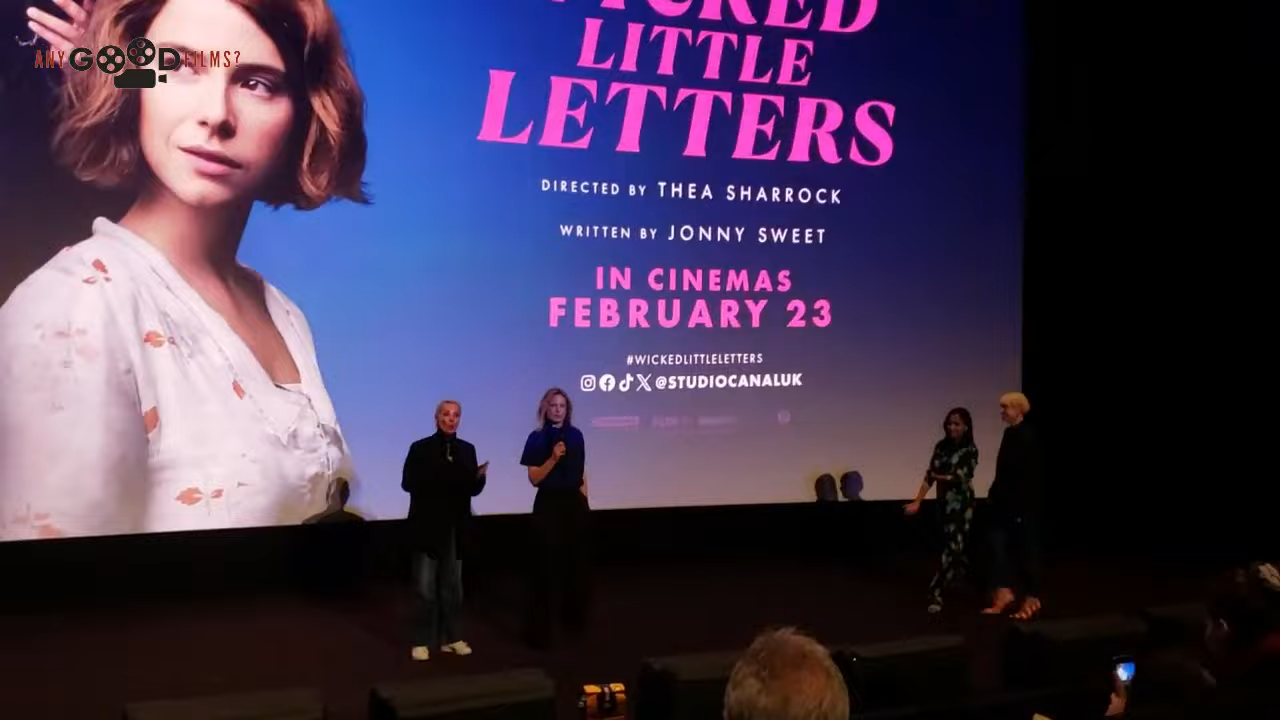 ANY GOOD FILMS?
WICKED
LITTLE
LETTERS
DIRECTED BY THEA SHARROCK
WRITTEN BY JONNY SWEET
IN CINEMAS
FEBRUARY 23
#WICKEDLITTLELETTERS
@STUDIOCANALUK